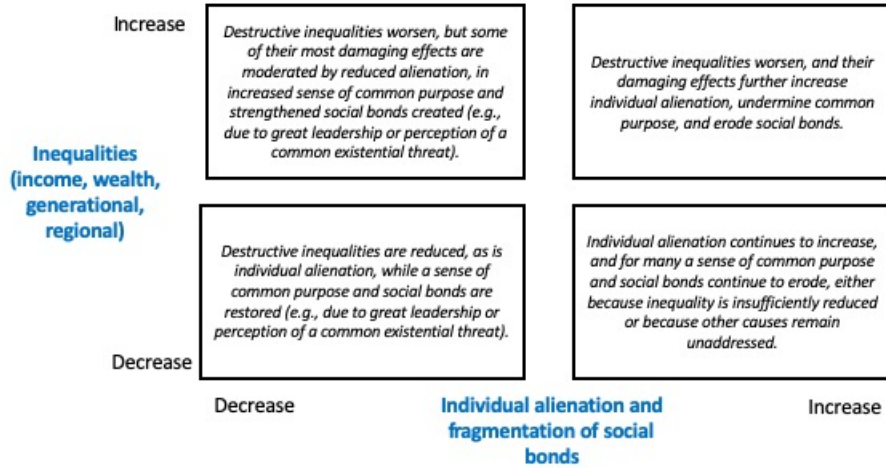 Increase
Destructive inequalities worsen, but some
of their most damaging effects are
moderated by reduced alienation, in
increased sense of common purpose and
strengthened social bonds created (e.g.,
due to great leadership or perception of a
common existential threat).
Destructive inequalities worsen, and their
damaging effects further increase
individual alienation, undermine common
purpose, and erode social bonds.
Inequalities
(income, wealth,
generational,
regional)
Destructive inequalities are reduced, as is
individual alienation, while a sense of
common purpose and social bonds are
restored (e.g., due to great leadership or
perception of a common existential threat).
Individual alienation continues to increase,
and for many a sense of common purpose
and social bonds continue to erode, either
because inequality is insufficiently reduced
or because other causes remain
unaddressed.
Decrease
Decrease
Individual alienation and
fragmentation of social
bonds
Increase